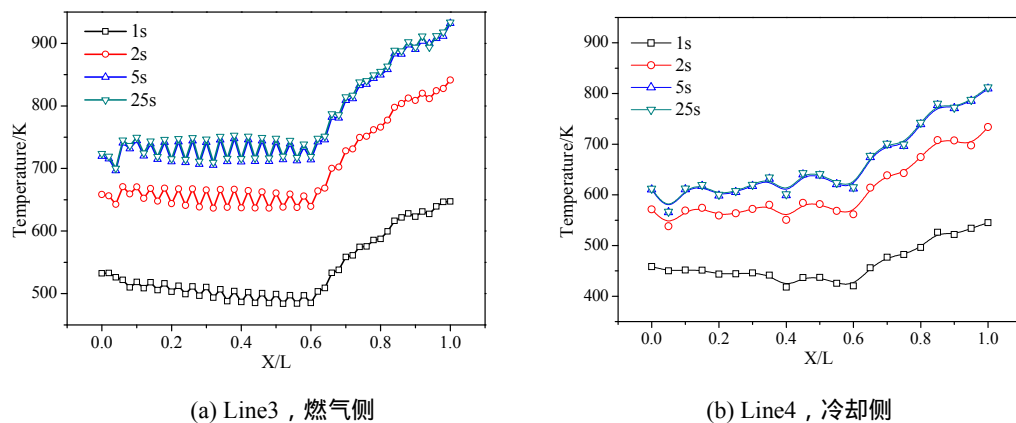 1s
2s
5s
25s
900
800
700
600
500
Temperature/K
0.0 0.2 0.4 0.6 0.8 1.0
X/L
(a) Line3，燃气侧
1s
2s
5s
25s
900
800
700
600
500
400
Temperature/K
0.0 0.2 0.4 0.6 0.8 1.0
X/L
(b) Line4，冷却侧